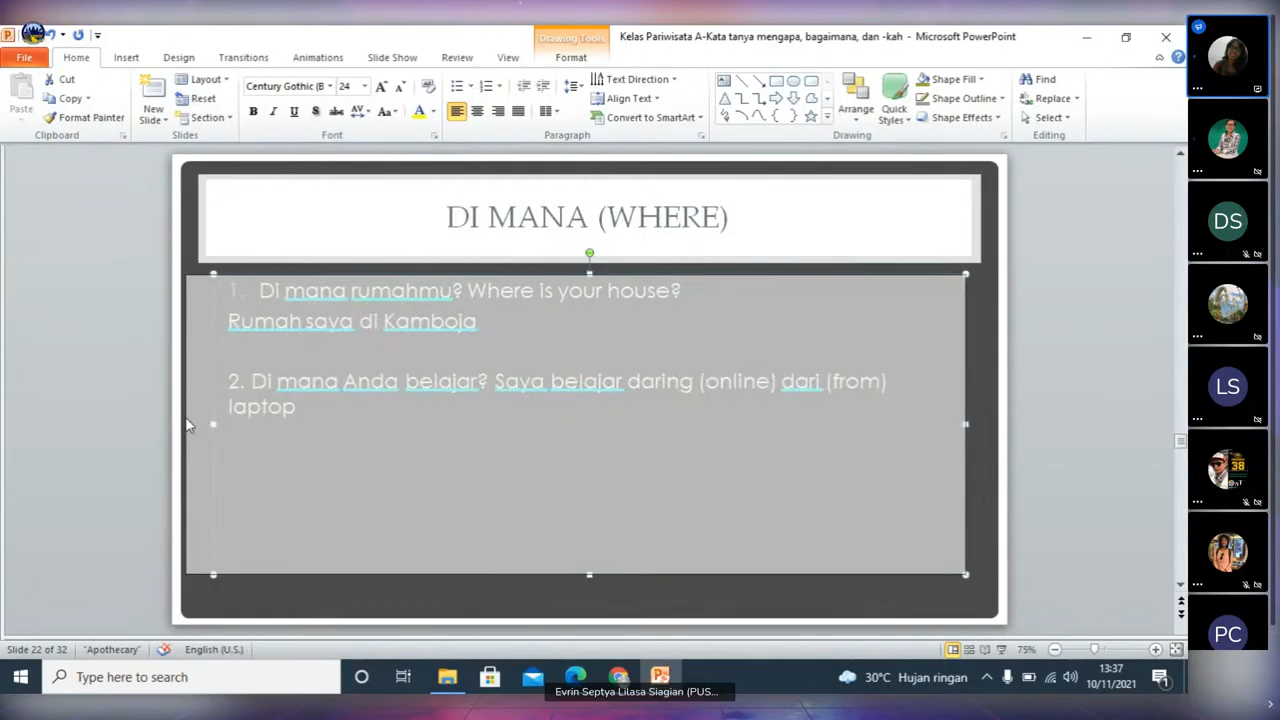 Drawing Tools
Kelas Pariwisata A-Kata tanya mengapa, bagaimana, dan -kah - Microsoft PowerPoint
File Home Insert Design Transitions Animations Slide Show Review View Format
Paste
Cut
Copy
Format Painter
Clipboard
New Slide
Layout
Reset
Section
Slides
Century Gothic (B 24
B I U S abc AV Aa A
Font
Paragraph
Text Direction
Align Text
Convert to SmartArt
Arrange
Quick Styles
Shape Fill
Shape Outline
Shape Effects
Drawing
Find
Replace
Select
Editing
DI MANA (WHERE)
1. Di mana rumahmu? Where is your house?
Rumah saya di Kamboja
2. Di mana Anda belajar? Saya belajar daring (online) dari (from)
laptop
DS
LS
38
PC
Slide 22 of 32 "Apothecary" English (U.S.) 75%
Type here to search
30°C Hujan ringan
13:37
10/11/2021
1
Evrin Septya Lilasa Siagian (PUS...